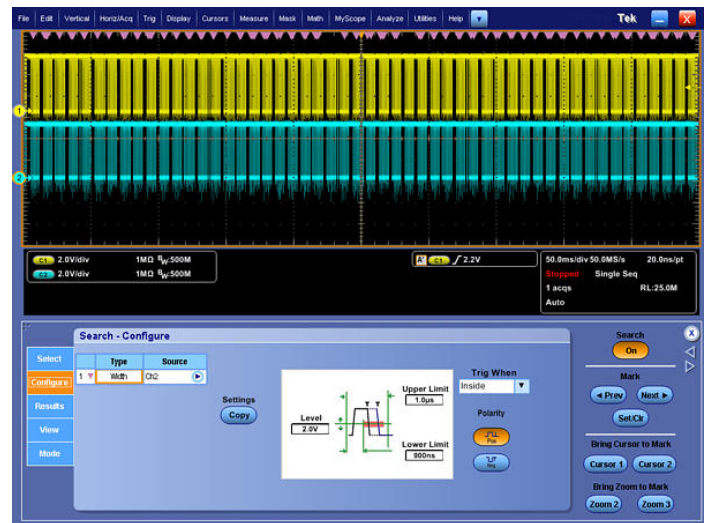 File Edit Vertical Horiz/Acq Trig Display Cursors Measure Mask Math MyScope Analyze Utilities Help Tek X
1
2
C1 2.0V/div 1MΩ BW:500M
C2 2.0V/div 1MΩ BW:500M
A' C1 2.2V
50.0ms/div 50.0MS/s 20.0ns/pt
Stopped Single Seq
1 acqs RL:25.0M
Auto
Search - Configure
Select
Configure
Results
View
Mode
Type Source
1 Width Ch2
Settings
Copy
Level
2.0V
Upper Limit
1.0µs
Lower Limit
900ns
Trig When
Inside
Polarity
Pos
Neg
Search
On
X
Mark
Prev Next
Set/Clr
Bring Cursor to Mark
Cursor 1 Cursor 2
Bring Zoom to Mark
Zoom 2 Zoom 3